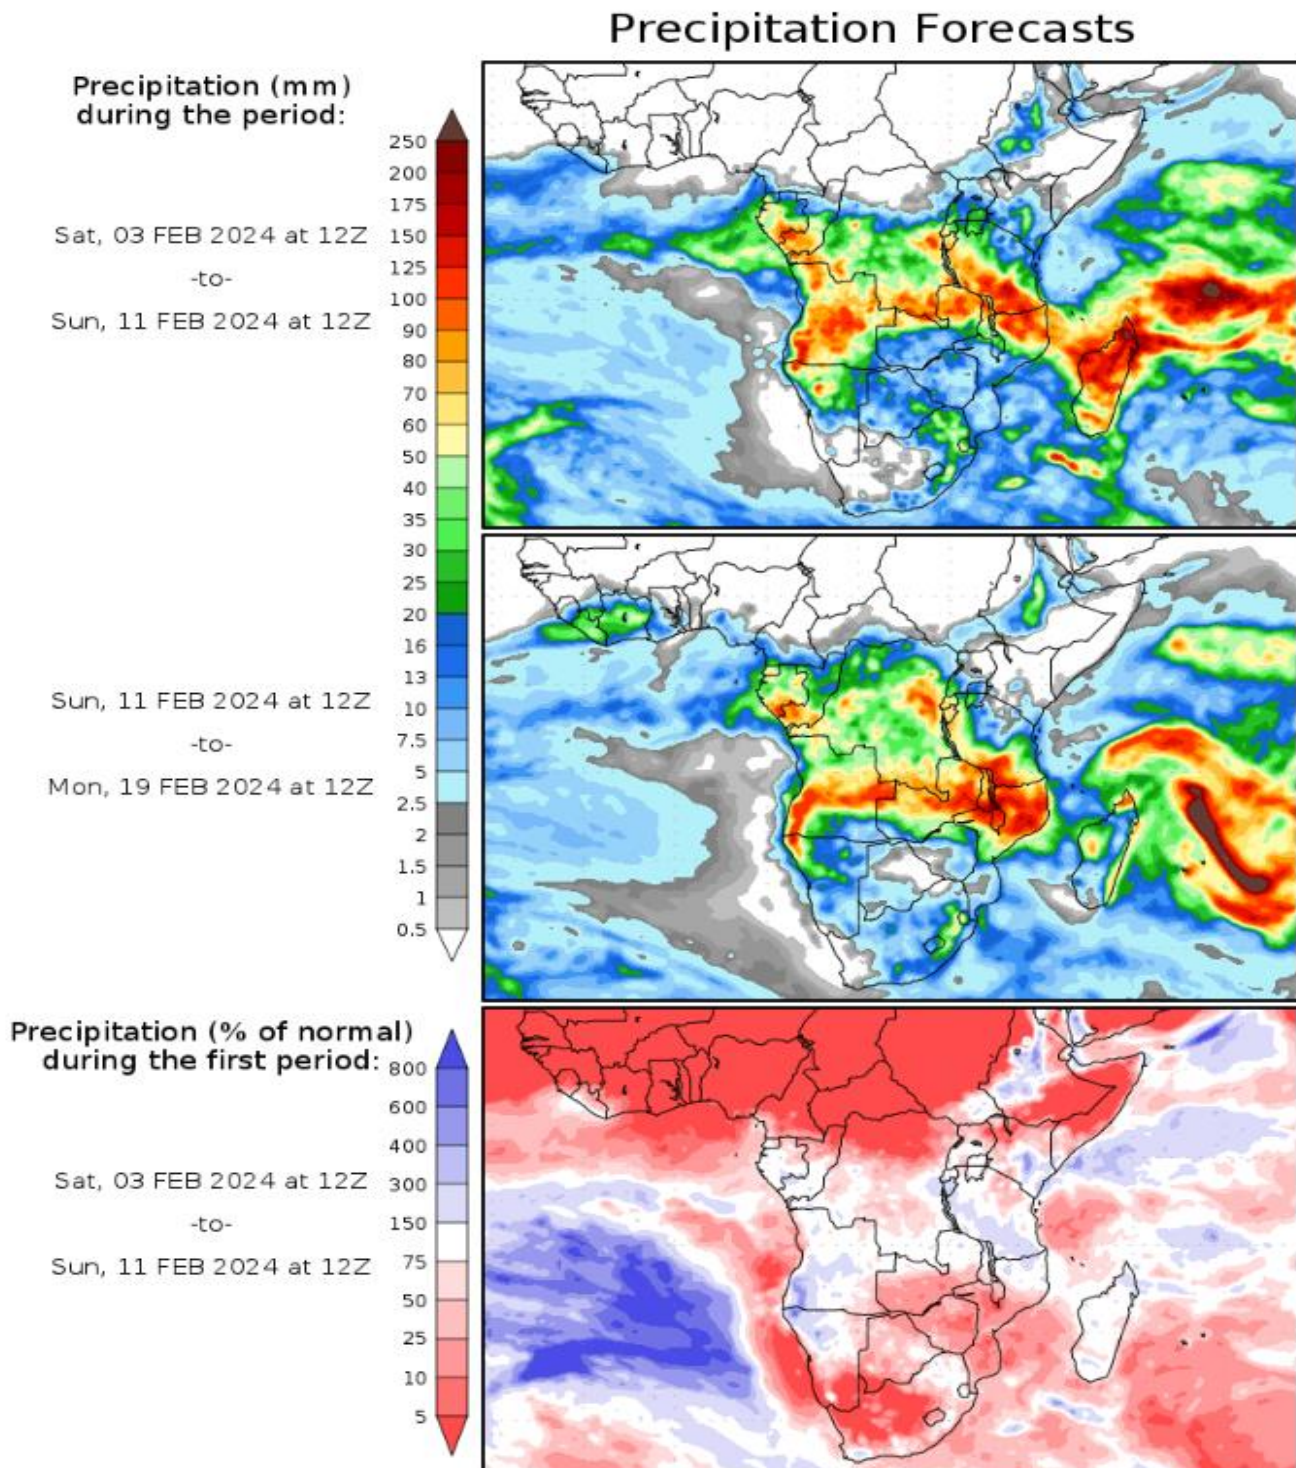 Precipitation Forecasts
Precipitation (mm)
during the period:
250
200
175
150
125
100
90
80
70
60
50
40
35
30
25
20
16
13
10
7.5
5
2.5
2
1.5
1
0.5
Sat, 03 FEB 2024 at 12Z
-to-
Sun, 11 FEB 2024 at 12Z
Sun, 11 FEB 2024 at 12Z
-to-
Mon, 19 FEB 2024 at 12Z
Precipitation (% of normal)
during the first period:
800
600
400
300
150
75
50
25
10
5
Sat, 03 FEB 2024 at 12Z
-to-
Sun, 11 FEB 2024 at 12Z